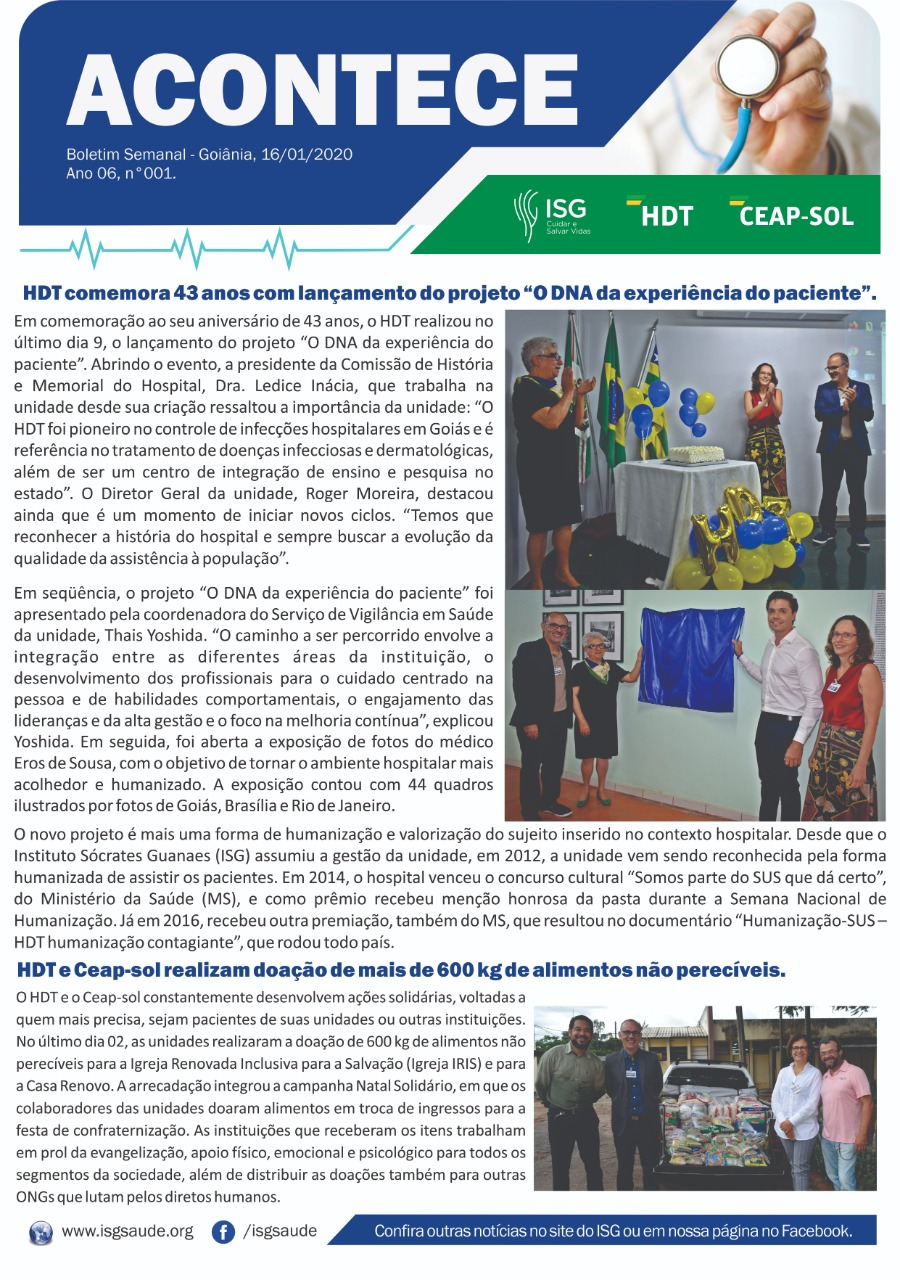 ACONTECE
Boletim Semanal - Goiânia, 16/01/2020
Ano 06, n°001.
ISG
Cuidar e
Salvar Vidas
HDT
CEAP-SOL
HDT comemora 43 anos com lançamento do projeto “O DNA da experiência do paciente”.
Em comemoração ao seu aniversário de 43 anos, o HDT realizou no
último dia 9, o lançamento do projeto “O DNA da experiência do
paciente”. Abrindo o evento, a presidente da Comissão de História
e Memorial do Hospital, Dra. Ledice Inácia, que trabalha na
unidade desde sua criação ressaltou a importância da unidade: “O
HDT foi pioneiro no controle de infecções hospitalares em Goiás e é
referência no tratamento de doenças infecciosas e dermatológicas,
além de ser um centro de integração de ensino e pesquisa no
estado”. O Diretor Geral da unidade, Roger Moreira, destacou
ainda que é um momento de iniciar novos ciclos. “Temos que
reconhecer a história do hospital e sempre buscar a evolução da
qualidade da assistência à população”.
Em seqüência, o projeto “O DNA da experiência do paciente” foi
apresentado pela coordenadora do Serviço de Vigilância em Saúde
da unidade, Thais Yoshida. “O caminho a ser percorrido envolve a
integração entre as diferentes áreas da instituição, o
desenvolvimento dos profissionais para o cuidado centrado na
pessoa e de habilidades comportamentais, o engajamento das
lideranças e da alta gestão e o foco na melhoria contínua”, explicou
Yoshida. Em seguida, foi aberta a exposição de fotos do médico
Eros de Sousa, com o objetivo de tornar o ambiente hospitalar mais
acolhedor e humanizado. A exposição contou com 44 quadros
ilustrados por fotos de Goiás, Brasília e Rio de Janeiro.
HDT
O novo projeto é mais uma forma de humanização e valorização do sujeito inserido no contexto hospitalar. Desde que o
Instituto Sócrates Guanaes (ISG) assumiu a gestão da unidade, em 2012, a unidade vem sendo reconhecida pela forma
humanizada de assistir os pacientes. Em 2014, o hospital venceu o concurso cultural “Somos parte do SUS que dá certo”,
do Ministério da Saúde (MS), e como prêmio recebeu menção honrosa da pasta durante a Semana Nacional de
Humanização. Já em 2016, recebeu outra premiação, também do MS, que resultou no documentário “Humanização-SUS –
HDT humanização contagiante”, que rodou todo país.
HDT e Ceap-sol realizam doação de mais de 600 kg de alimentos não perecíveis.
O HDT e o Ceap-sol constantemente desenvolvem ações solidárias, voltadas a
quem mais precisa, sejam pacientes de suas unidades ou outras instituições.
No último dia 02, as unidades realizaram a doação de 600 kg de alimentos não
perecíveis para a Igreja Renovada Inclusiva para a Salvação (Igreja IRIS) e para
a Casa Renovo. A arrecadação integrou a campanha Natal Solidário, em que os
colaboradores das unidades doaram alimentos em troca de ingressos para a
festa de confraternização. As instituições que receberam os itens trabalham
em prol da evangelização, apoio físico, emocional e psicológico para todos os
segmentos da sociedade, além de distribuir as doações também para outras
ONGs que lutam pelos diretos humanos.
www.isgsaude.org
/isgsaude
Confira outras notícias no site do ISG ou em nossa página no Facebook.